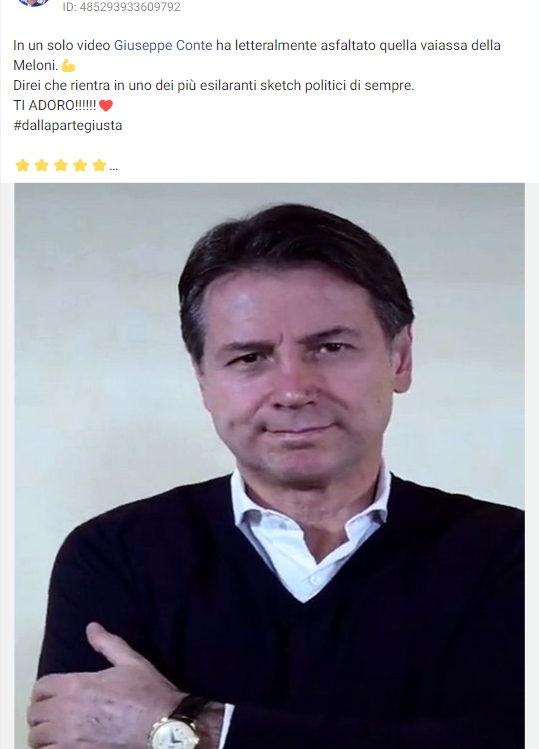 ID: 485293933609792
In un solo video Giuseppe Conte ha letteralmente asfaltato quella vaiassa della
Meloni.💪
Direi che rientra in uno dei più esilaranti sketch politici di sempre.
TI ADORO!!!!!!❤️
#dallapartegiusta
⭐⭐⭐⭐⭐...